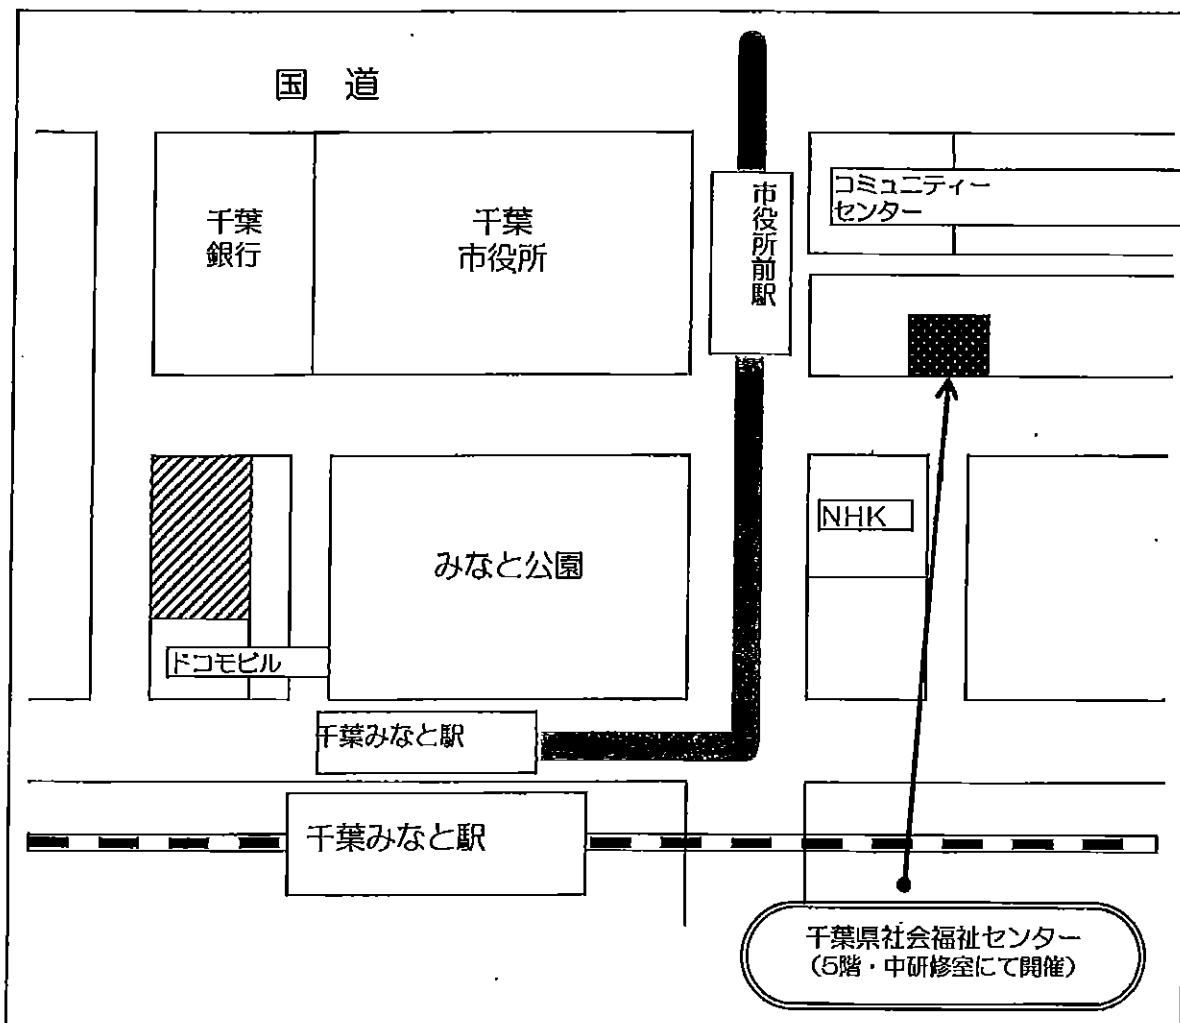 国 道
千葉
銀行
千葉
市役所
市役所前駅
コミュニティー
センター
NHK
みなと公園
ドコモビル
千葉みなと駅
千葉みなと駅
千葉県社会福祉センター
(5階・中研修室にて開催)